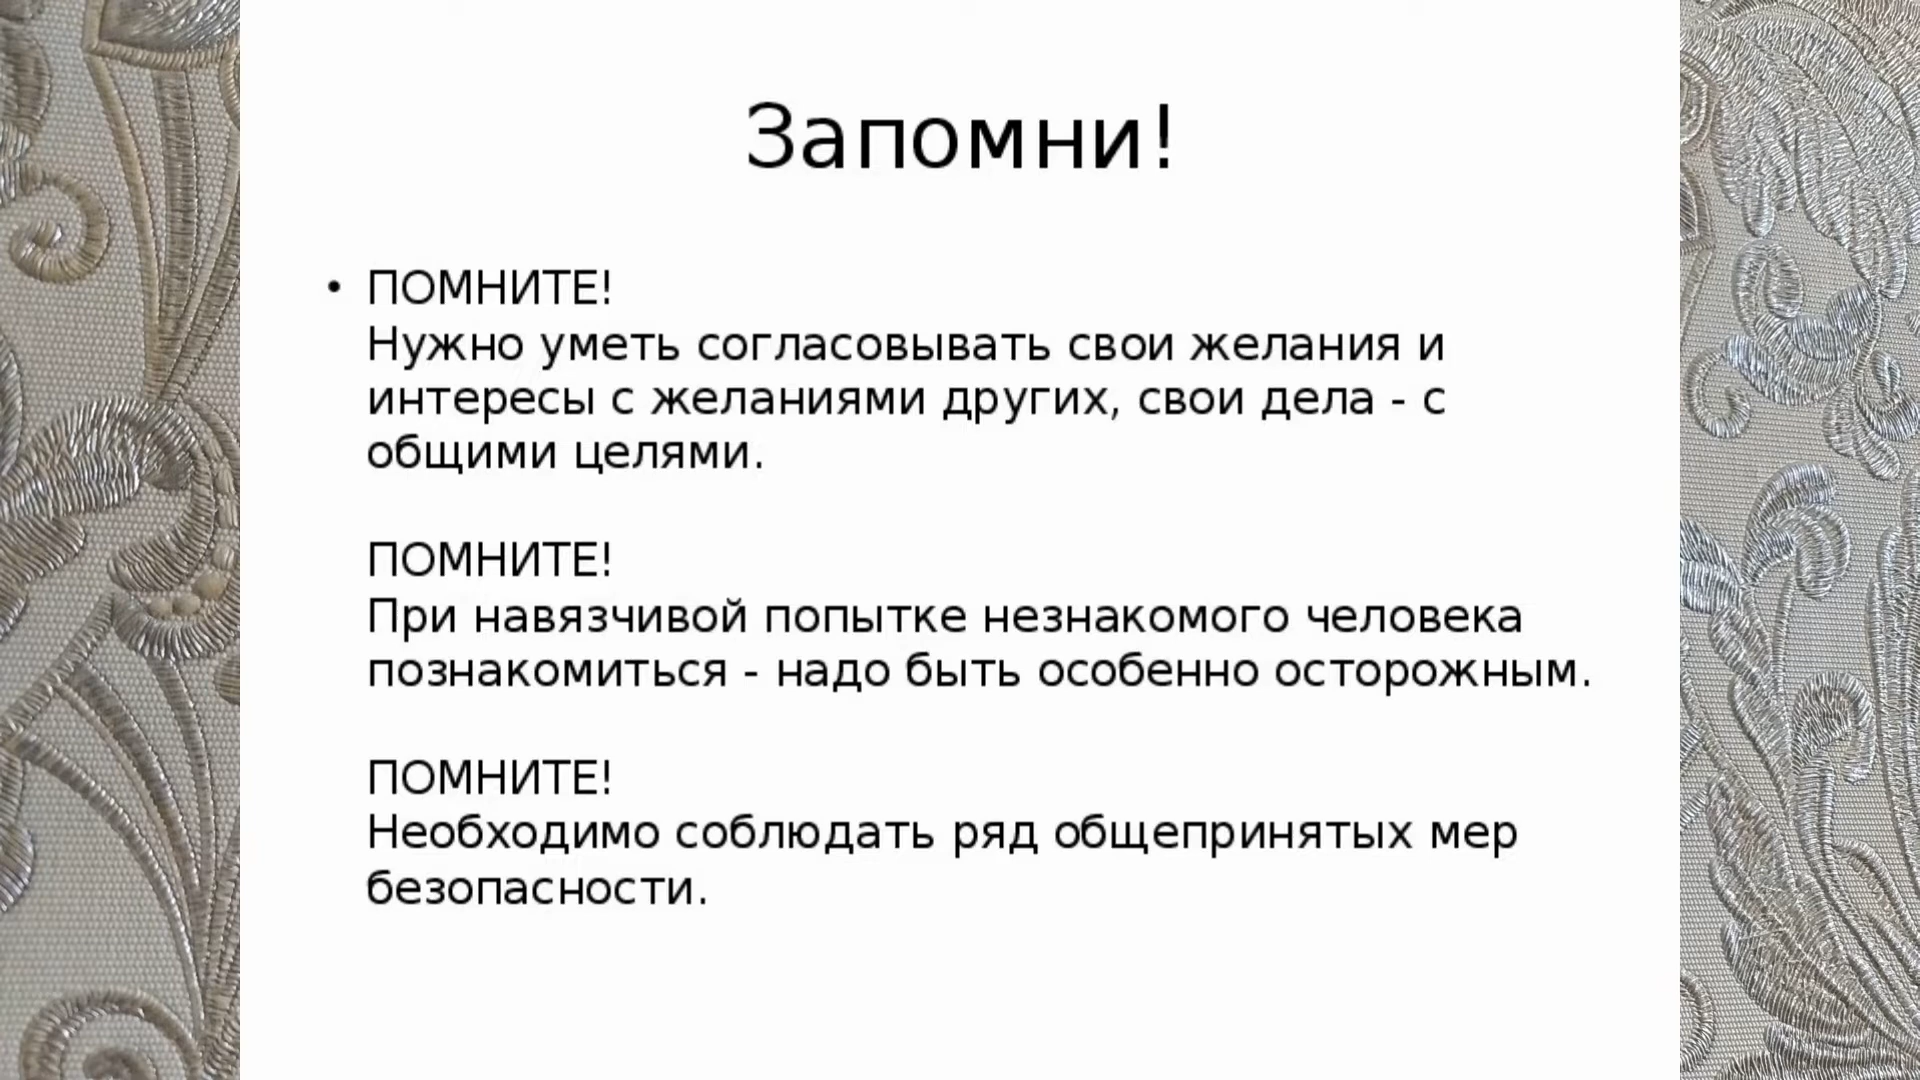 Запомни!
• ПОМНИТЕ!
Нужно уметь согласовывать свои желания и
интересы с желаниями других, свои дела - с
общими целями.
ПОМНИТЕ!
При навязчивой попытке незнакомого человека
познакомиться - надо быть особенно осторожным.
ПОМНИТЕ!
Необходимо соблюдать ряд общепринятых мер
безопасности.